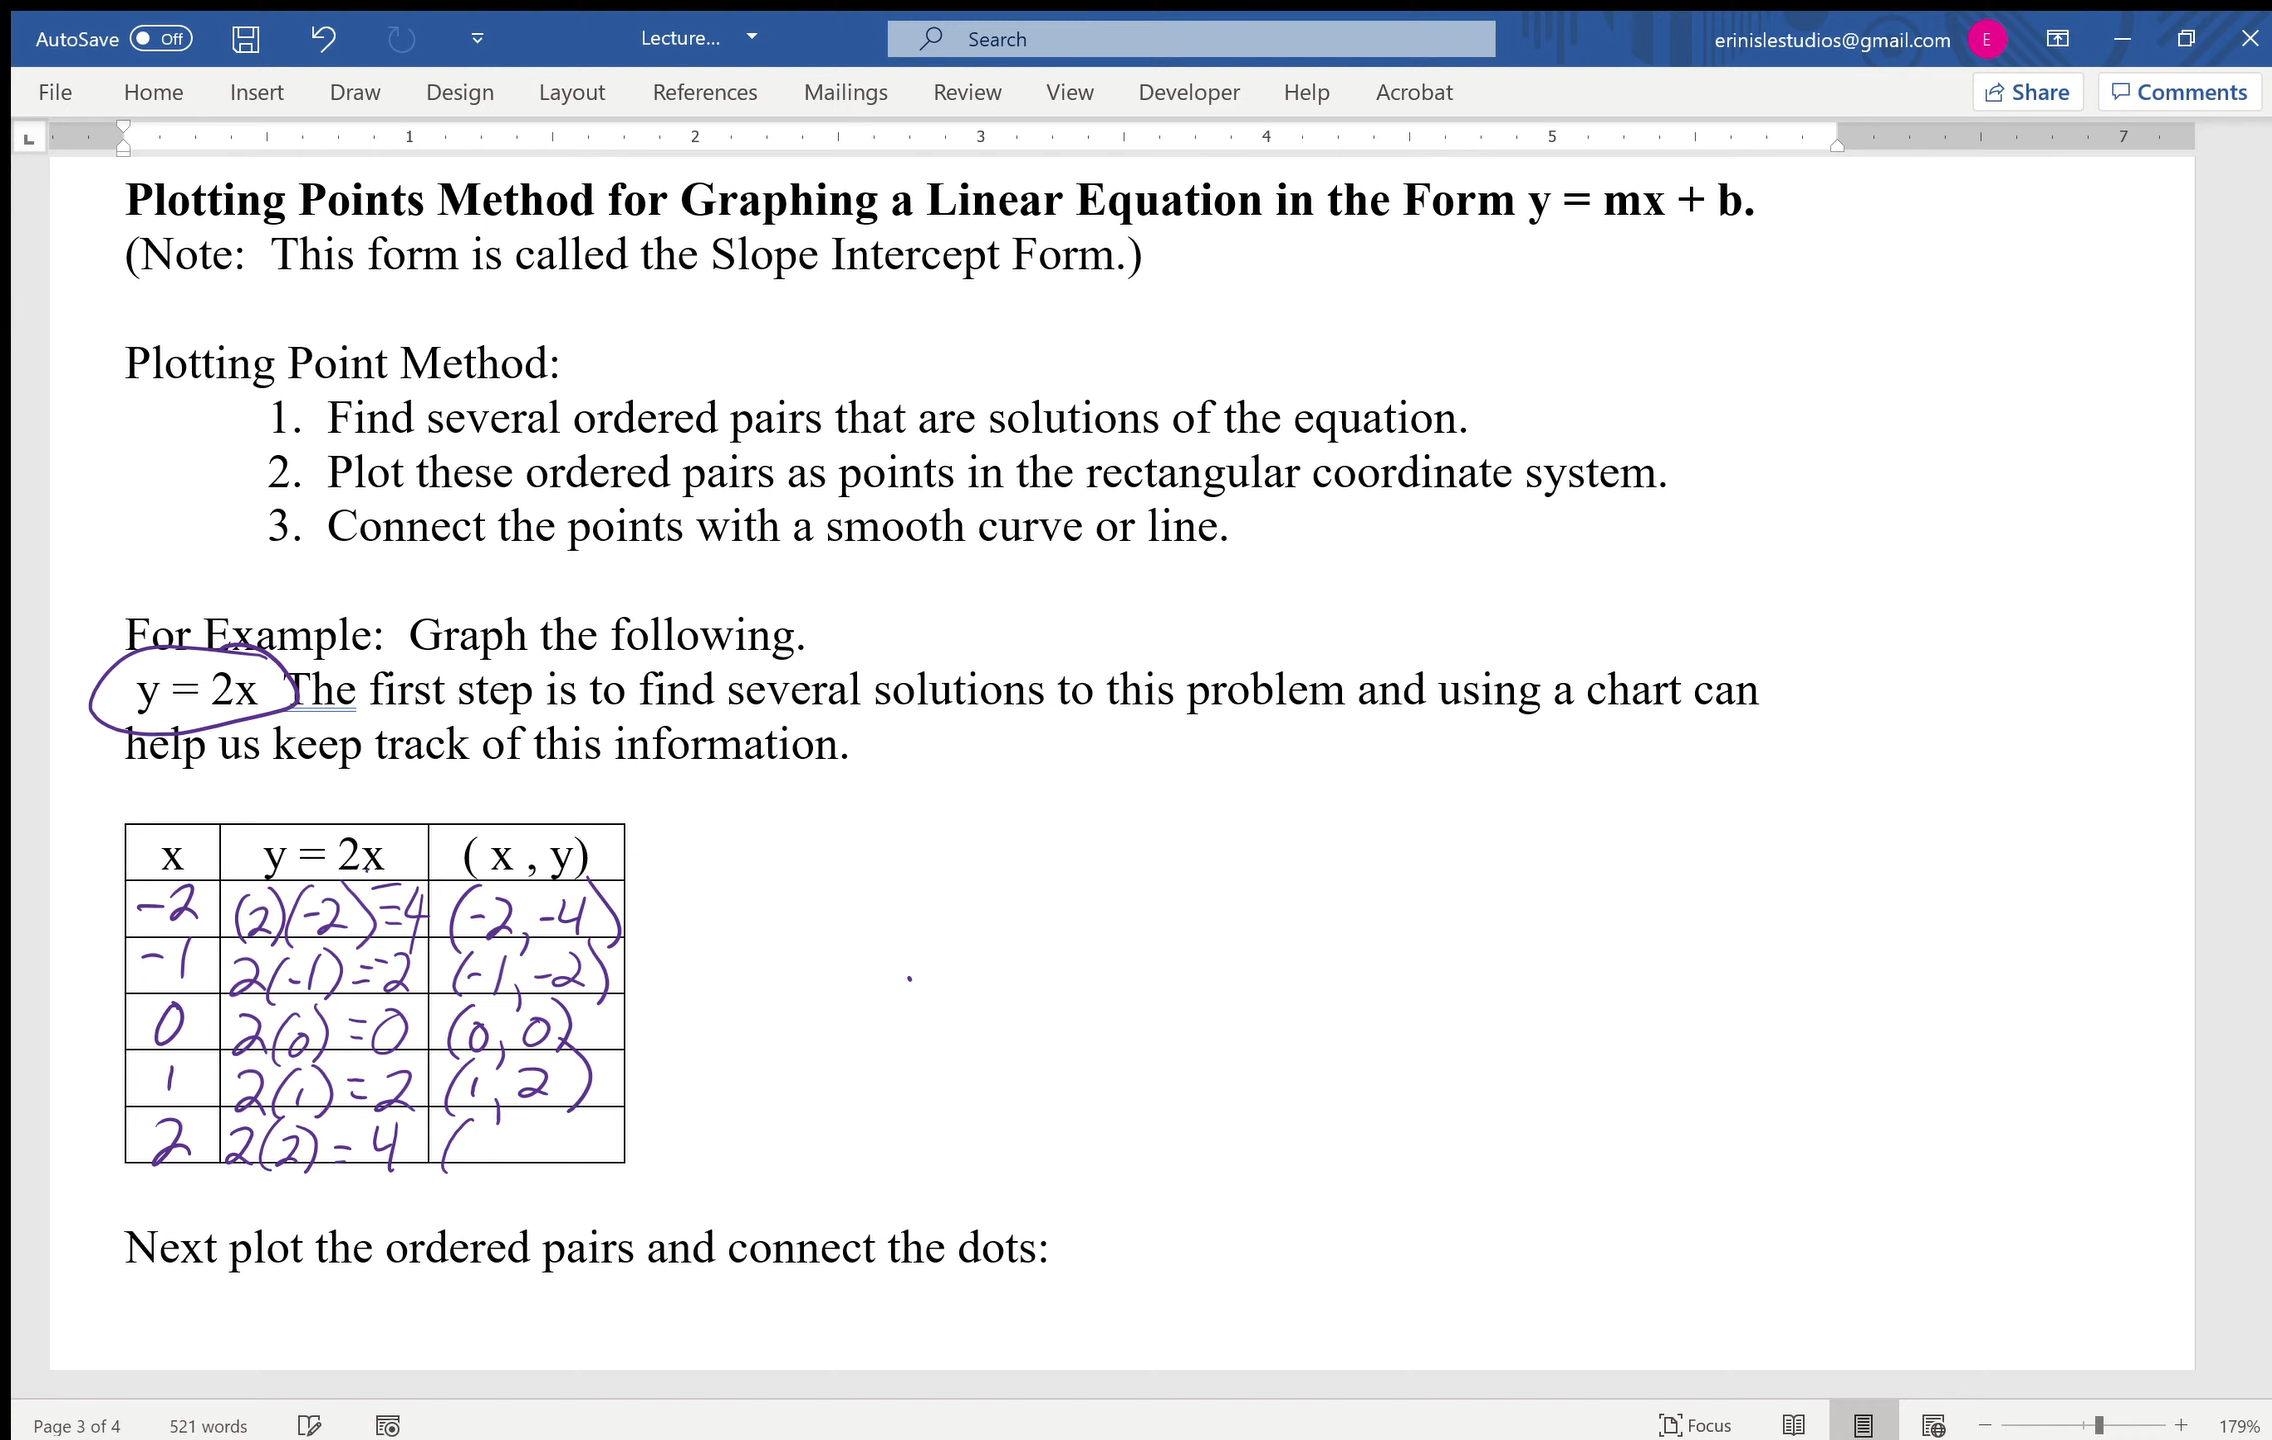 AutoSave Off Lecture... Search erinislestudios@gmail.com E
File Home Insert Draw Design Layout References Mailings Review View Developer Help Acrobat Share Comments
L 1 2 3 4 5 7
Plotting Points Method for Graphing a Linear Equation in the Form y = mx + b.
(Note: This form is called the Slope Intercept Form.)
Plotting Point Method:
1. Find several ordered pairs that are solutions of the equation.
2. Plot these ordered pairs as points in the rectangular coordinate system.
3. Connect the points with a smooth curve or line.
For Example: Graph the following.
y = 2x The first step is to find several solutions to this problem and using a chart can
help us keep track of this information.
x y = 2x ( x , y)
-2 (2)(-2) = -4 (-2, -4)
-1 2(-1) = -2 (-1, -2)
0 2(0) = 0 (0, 0)
1 2(1) = 2 (1, 2)
2 2(2) = 4 (
Next plot the ordered pairs and connect the dots:
Page 3 of 4 521 words Focus 179%